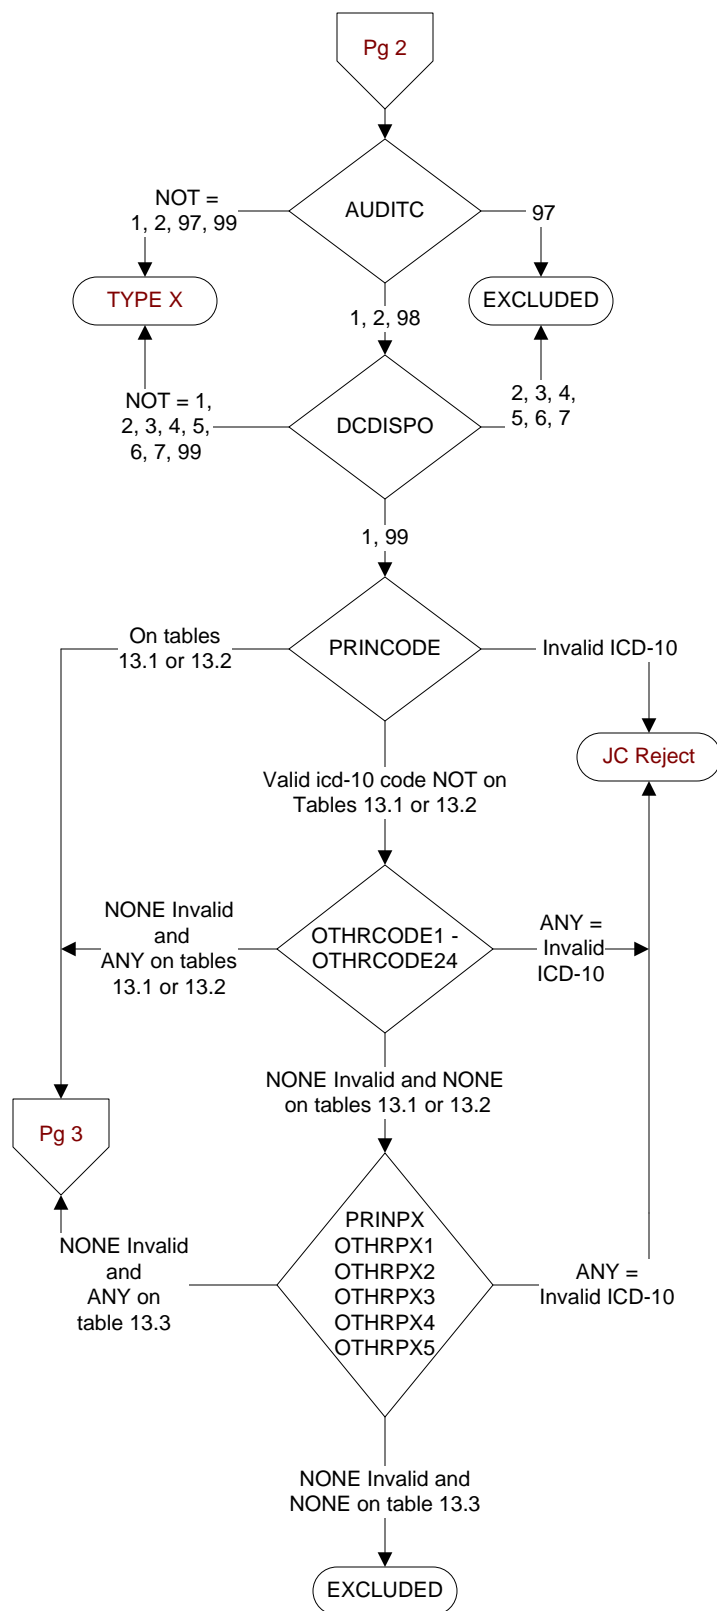 Pg 2
AUDITC
NOT =
1, 2, 97, 99
97
TYPE X
EXCLUDED
1, 2, 98
DCDISPO
NOT = 1,
2, 3, 4, 5,
6, 7, 99
2, 3, 4,
5, 6, 7
1, 99
PRINCODE
On tables
13.1 or 13.2
Invalid ICD-10
JC Reject
Valid icd-10 code NOT on
Tables 13.1 or 13.2
OTHRCODE1 -
OTHRCODE24
NONE Invalid
and
ANY on tables
13.1 or 13.2
ANY =
Invalid
ICD-10
NONE Invalid and NONE
on tables 13.1 or 13.2
Pg 3
PRINPX
OTHRPX1
OTHRPX2
OTHRPX3
OTHRPX4
OTHRPX5
NONE Invalid
and
ANY on
table 13.3
ANY =
Invalid ICD-10
NONE Invalid and
NONE on table 13.3
EXCLUDED